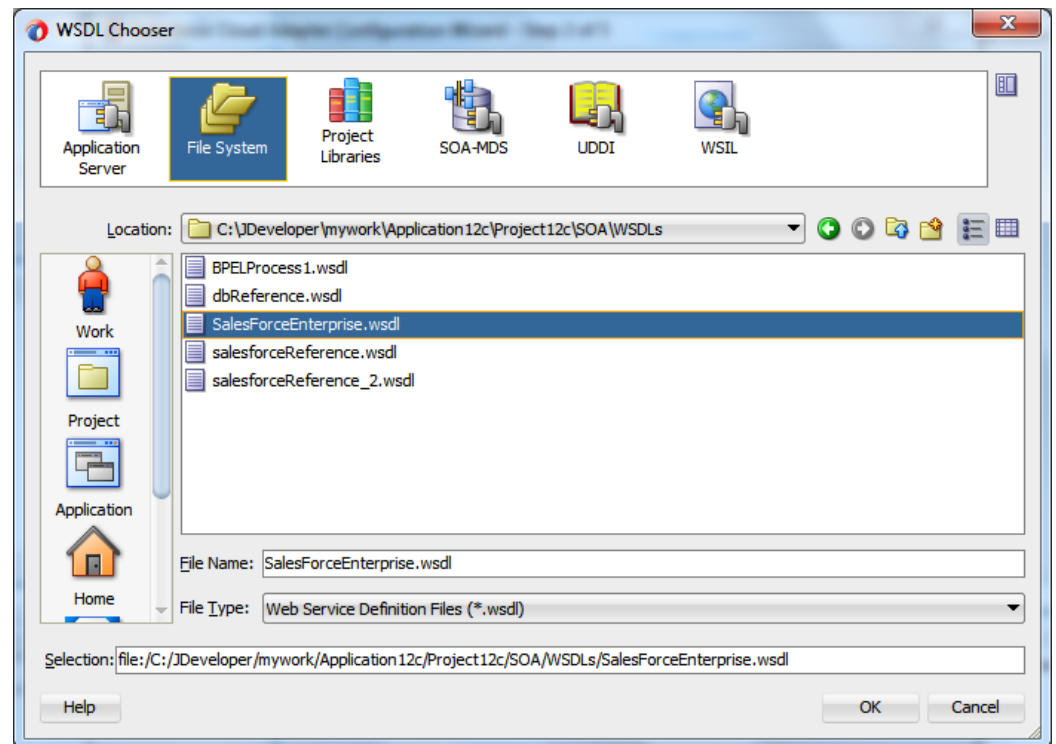 WSDL Chooser
Application
Server
File System
Project
Libraries
SOA-MDS
UDDI
WSIL
Location: C:\JDeveloper\mywork\Application12c\Project12c\SOA\WSDLs
Work
Project
Application
Home
BPELProcess1.wsdl
dbReference.wsdl
SalesForceEnterprise.wsdl
salesforceReference.wsdl
salesforceReference_2.wsdl
File Name: SalesForceEnterprise.wsdl
File Type: Web Service Definition Files (*.wsdl)
Selection: file:/C:/JDeveloper/mywork/Application12c/Project12c/SOA/WSDLs/SalesForceEnterprise.wsdl
Help OK Cancel